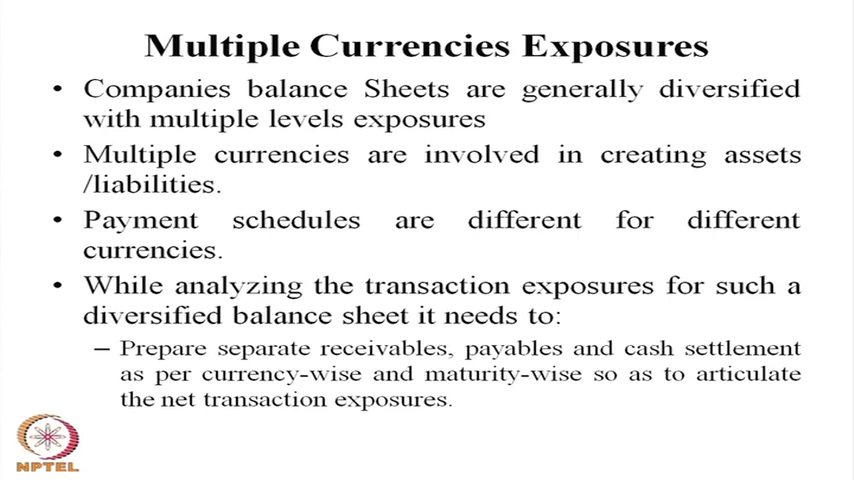 Multiple Currencies Exposures
• Companies balance Sheets are generally diversified
with multiple levels exposures
• Multiple currencies are involved in creating assets
/liabilities.
• Payment schedules are different for different
currencies.
• While analyzing the transaction exposures for such a
diversified balance sheet it needs to:
– Prepare separate receivables, payables and cash settlement
as per currency-wise and maturity-wise so as to articulate
the net transaction exposures.
NPTEL